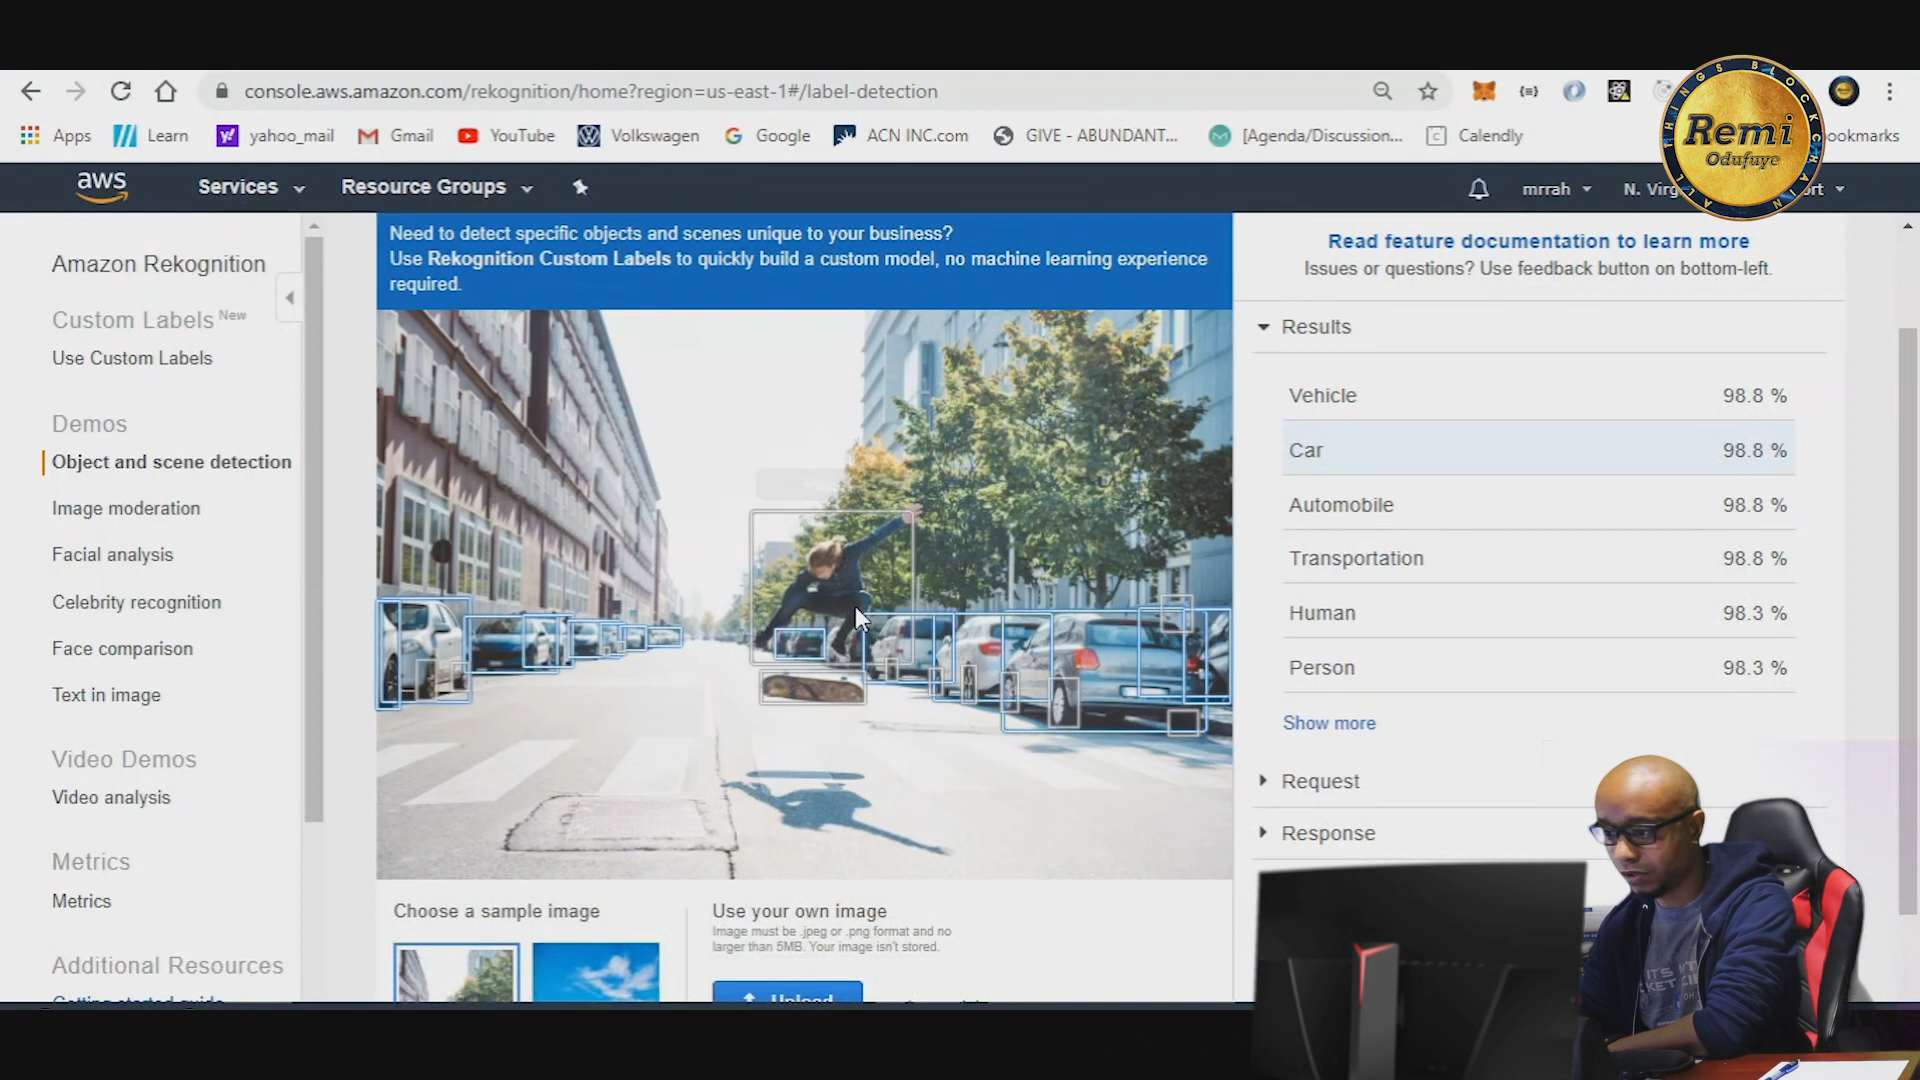 console.aws.amazon.com/rekognition/home?region=us-east-1#/label-detection
Apps
Learn
yahoo_mail
Gmail
YouTube
Volkswagen
Google
ACN INC.com
GIVE - ABUNDANT...
[Agenda/Discussion...
Calendly
THINGS BLOCKCHAIN ALL
Remi
Odufuye
aws
Services
Resource Groups
mrrah
Amazon Rekognition
Custom Labels New
Use Custom Labels
Demos
Object and scene detection
Image moderation
Facial analysis
Celebrity recognition
Face comparison
Text in image
Video Demos
Video analysis
Metrics
Metrics
Additional Resources
Getting started guide
Need to detect specific objects and scenes unique to your business?
Use Rekognition Custom Labels to quickly build a custom model, no machine learning experience
required.
Choose a sample image
Use your own image
Image must be .jpeg or .png format and no
larger than 5MB. Your image isn't stored.
Upload
Read feature documentation to learn more
Issues or questions? Use feedback button on bottom-left.
Results
Vehicle 98.8 %
Car 98.8 %
Automobile 98.8 %
Transportation 98.8 %
Human 98.3 %
Person 98.3 %
Show more
Request
Response